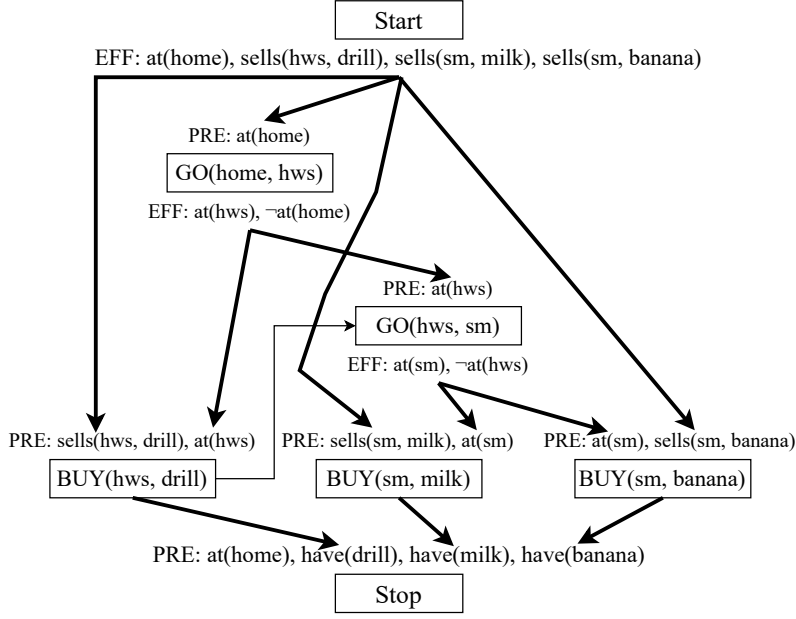 Start
EFF: at(home), sells(hws, drill), sells(sm, milk), sells(sm, banana)
PRE: at(home)
GO(home, hws)
EFF: at(hws), ¬at(home)
PRE: at(hws)
GO(hws, sm)
EFF: at(sm), ¬at(hws)
PRE: sells(hws, drill), at(hws)
BUY(hws, drill)
PRE: sells(sm, milk), at(sm)
BUY(sm, milk)
PRE: at(sm), sells(sm, banana)
BUY(sm, banana)
PRE: at(home), have(drill), have(milk), have(banana)
Stop